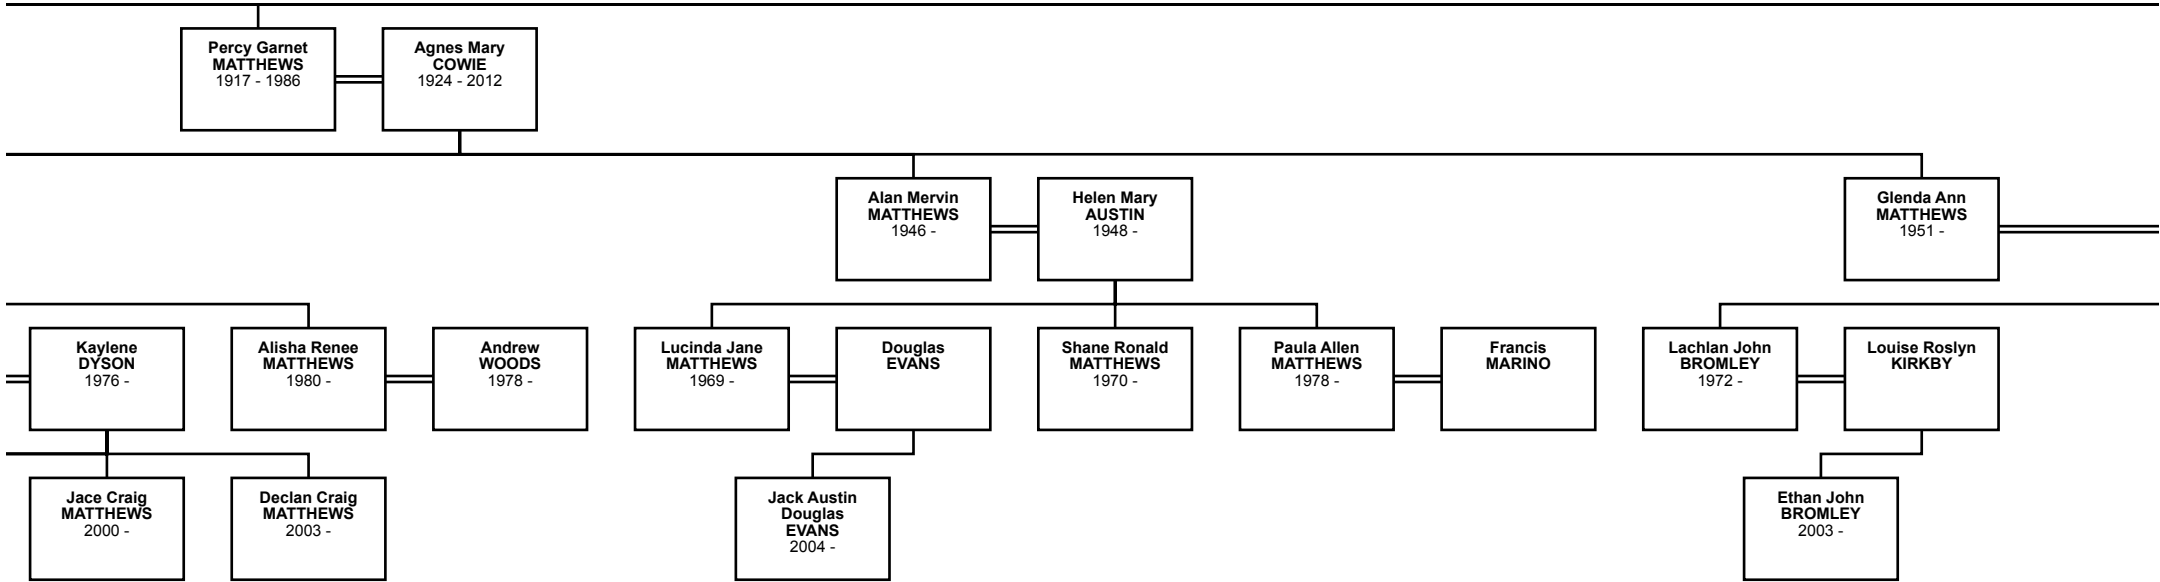 Percy Garnet
MATTHEWS
1917 - 1986
Agnes Mary
COWIE
1924 - 2012
Alan Mervin
MATTHEWS
1946 -
Helen Mary
AUSTIN
1948 -
Glenda Ann
MATTHEWS
1951 -
Kaylene
DYSON
1976 -
Alisha Renee
MATTHEWS
1980 -
Andrew
WOODS
1978 -
Lucinda Jane
MATTHEWS
1969 -
Douglas
EVANS
Shane Ronald
MATTHEWS
1970 -
Paula Allen
MATTHEWS
1978 -
Francis
MARINO
Lachlan John
BROMLEY
1972 -
Louise Roslyn
KIRKBY
Jace Craig
MATTHEWS
2000 -
Declan Craig
MATTHEWS
2003 -
Jack Austin
Douglas
EVANS
2004 -
Ethan John
BROMLEY
2003 -